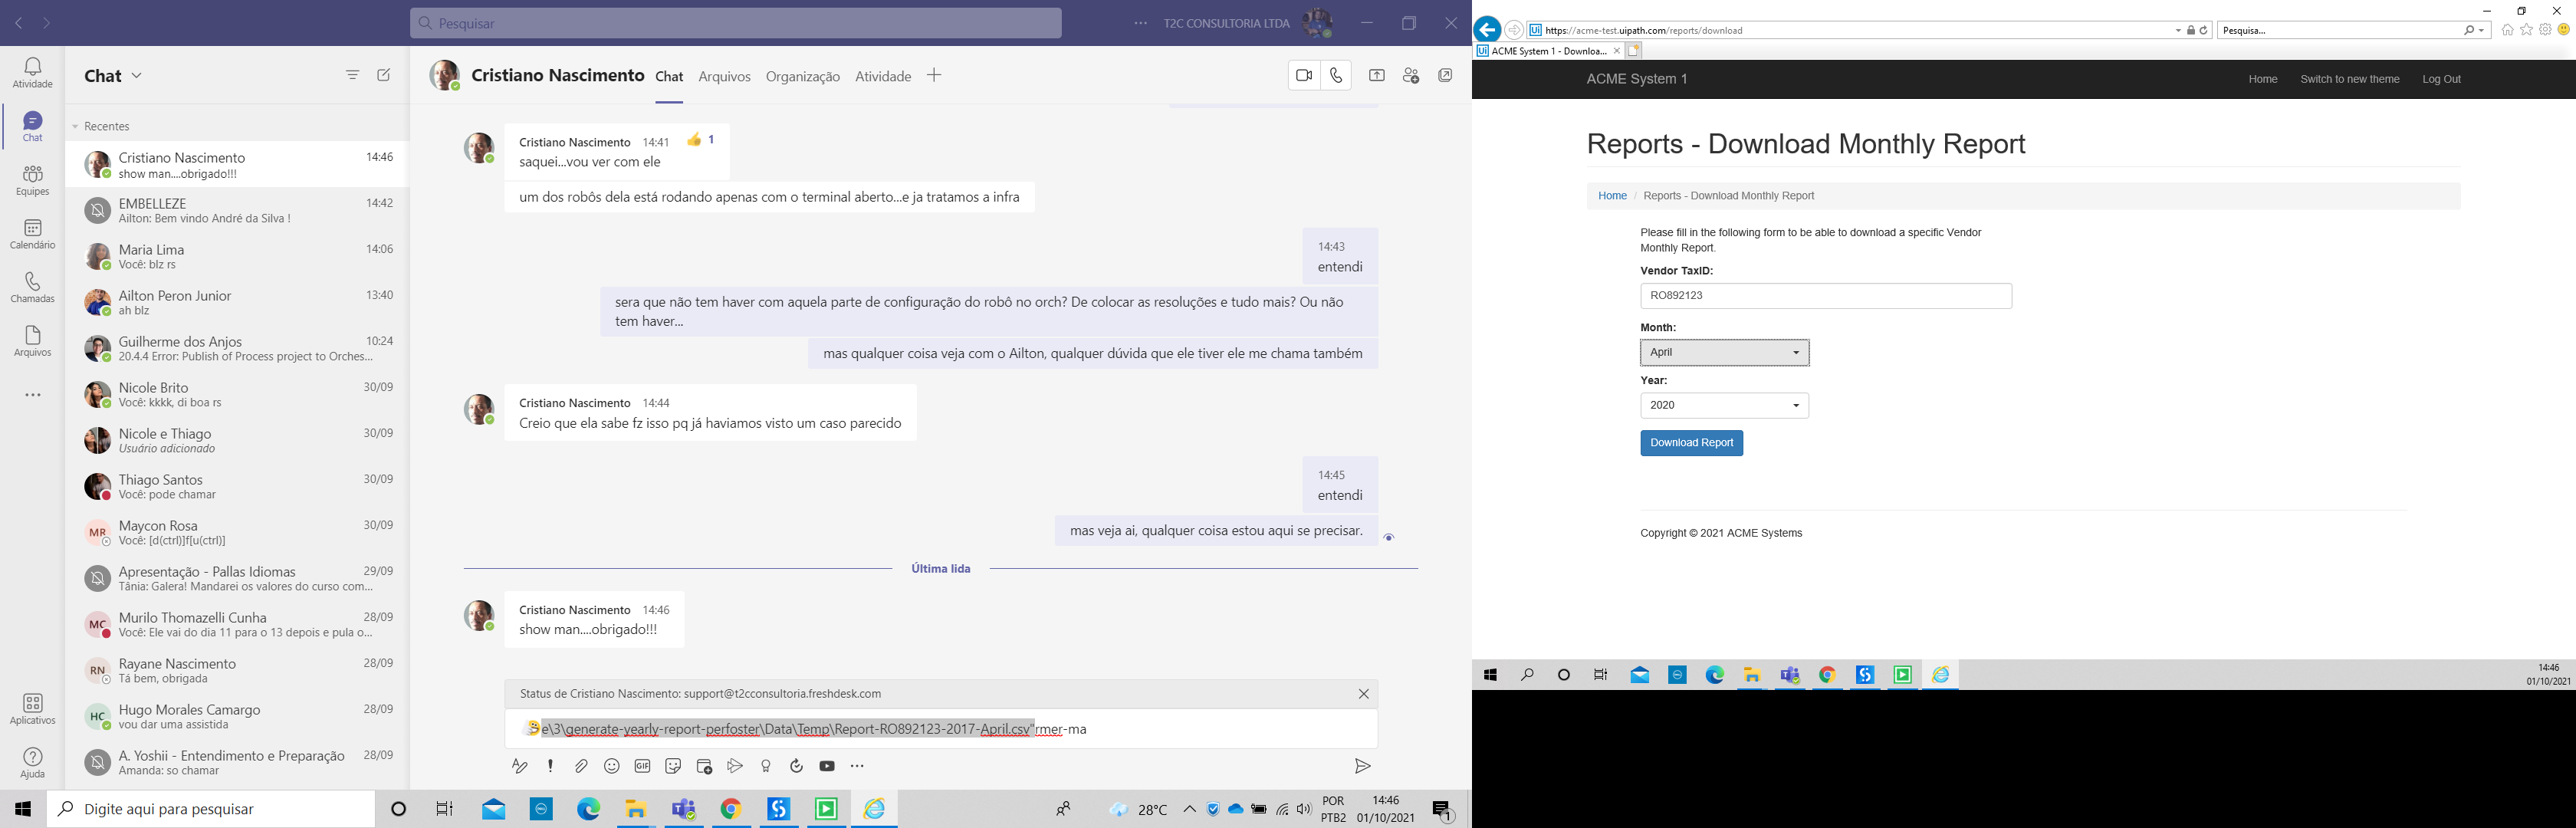 Pesquisar
T2C CONSULTORIA LTDA
Atividade
Chat
Equipes
Calendário
Chamadas
Arquivos
Aplicativos
Ajuda
Chat
Recentes
Cristiano Nascimento 14:46
show man....obrigado!!!
EMBELLEZE 14:42
Ailton: Bem vindo André da Silva !
Maria Lima 14:06
Você: blz rs
Ailton Peron Junior 13:40
ah blz
Guilherme dos Anjos 10:24
20.4.4 Error: Publish of Process project to Orches...
Nicole Brito 30/09
Você: kkkk, di boa rs
Nicole e Thiago 30/09
Usuário adicionado
Thiago Santos 30/09
Você: pode chamar
MR
Maycon Rosa 30/09
Você: [d(ctrl)]f[u(ctrl)]
Apresentação - Pallas Idiomas 29/09
Tânia: Galera! Mandarei os valores do curso com...
MC
Murilo Thomazelli Cunha 28/09
Você: Ele vai do dia 11 para o 13 depois e pula o...
RN
Rayane Nascimento 28/09
Tá bem, obrigada
HC
Hugo Morales Camargo 28/09
vou dar uma assistida
A. Yoshii - Entendimento e Preparação 28/09
Amanda: so chamar
Cristiano Nascimento Chat Arquivos Organização Atividade
Cristiano Nascimento 14:41 1
saquei...vou ver com ele
um dos robôs dela está rodando apenas com o terminal aberto...e ja tratamos a infra
14:43
entendi
sera que não tem haver com aquela parte de configuração do robô no orch? De colocar as resoluções e tudo mais? Ou não
tem haver...
mas qualquer coisa veja com o Ailton, qualquer dúvida que ele tiver ele me chama também
Cristiano Nascimento 14:44
Creio que ela sabe fz isso pq já haviamos visto um caso parecido
14:45
entendi
mas veja ai, qualquer coisa estou aqui se precisar.
Última lida
Cristiano Nascimento 14:46
show man....obrigado!!!
Status de Cristiano Nascimento: support@t2cconsultoria.freshdesk.com
e\3\generate-yearly-report-perfoster\Data\Temp\Report-RO892123-2017-April.csv"rmer-ma
GIF
Digite aqui para pesquisar
28°C
POR
PTB2
14:46
01/10/2021
1
https://acme-test.uipath.com/reports/download
Pesquisa...
ACME System 1 - Downloa...
ACME System 1
Home Switch to new theme Log Out
Reports - Download Monthly Report
Home / Reports - Download Monthly Report
Please fill in the following form to be able to download a specific Vendor
Monthly Report.
Vendor TaxID:
RO892123
Month:
April
Year:
2020
Download Report
Copyright © 2021 ACME Systems
14:46
01/10/2021